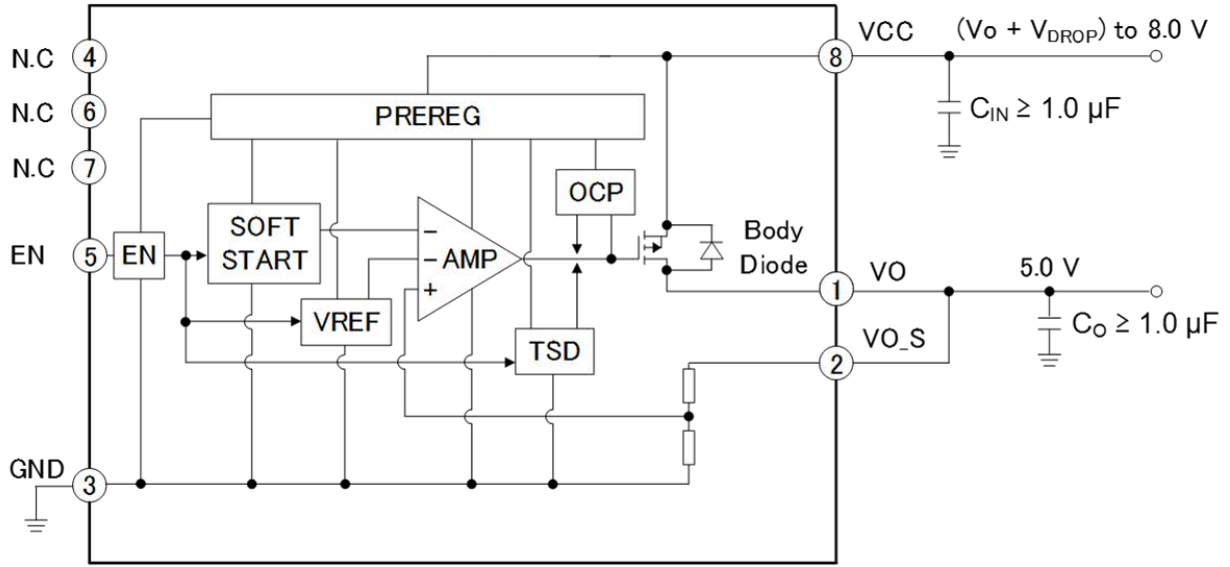 N.C
4
N.C
6
N.C
7
EN
5
GND
3
PREREG
EN
SOFT
START
VREF
AMP
−
−
+
OCP
TSD
Body
Diode
8
VCC
(Vo + VDROP) to 8.0 V
CIN ≥ 1.0 µF
1
VO
5.0 V
2
VO_S
CO ≥ 1.0 µF